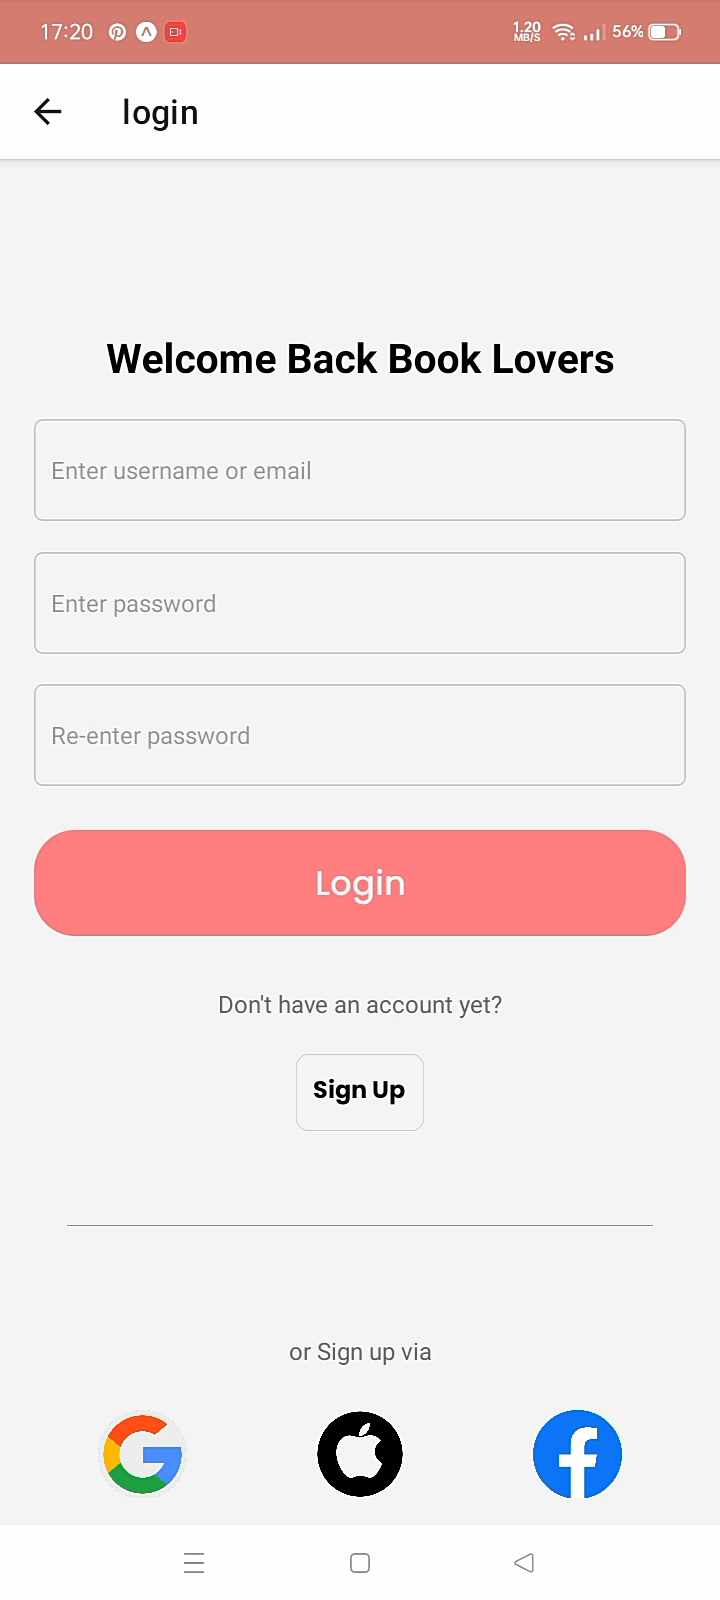 17:20
1.20
MB/S
56%
login
Welcome Back Book Lovers
Enter username or email
Enter password
Re-enter password
Login
Don't have an account yet?
Sign Up
or Sign up via